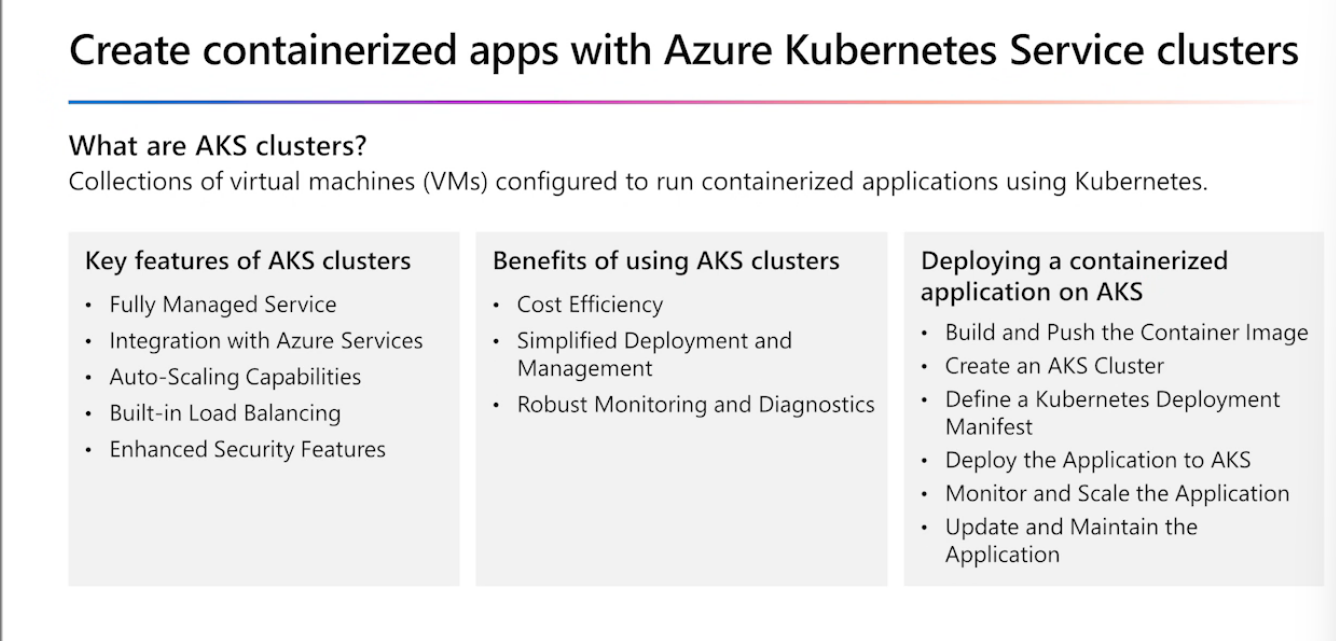 Create containerized apps with Azure Kubernetes Service clusters
What are AKS clusters?
Collections of virtual machines (VMs) configured to run containerized applications using Kubernetes.
Key features of AKS clusters
• Fully Managed Service
• Integration with Azure Services
• Auto-Scaling Capabilities
• Built-in Load Balancing
• Enhanced Security Features
Benefits of using AKS clusters
• Cost Efficiency
• Simplified Deployment and
Management
• Robust Monitoring and Diagnostics
Deploying a containerized
application on AKS
• Build and Push the Container Image
• Create an AKS Cluster
• Define a Kubernetes Deployment
Manifest
• Deploy the Application to AKS
• Monitor and Scale the Application
• Update and Maintain the
Application